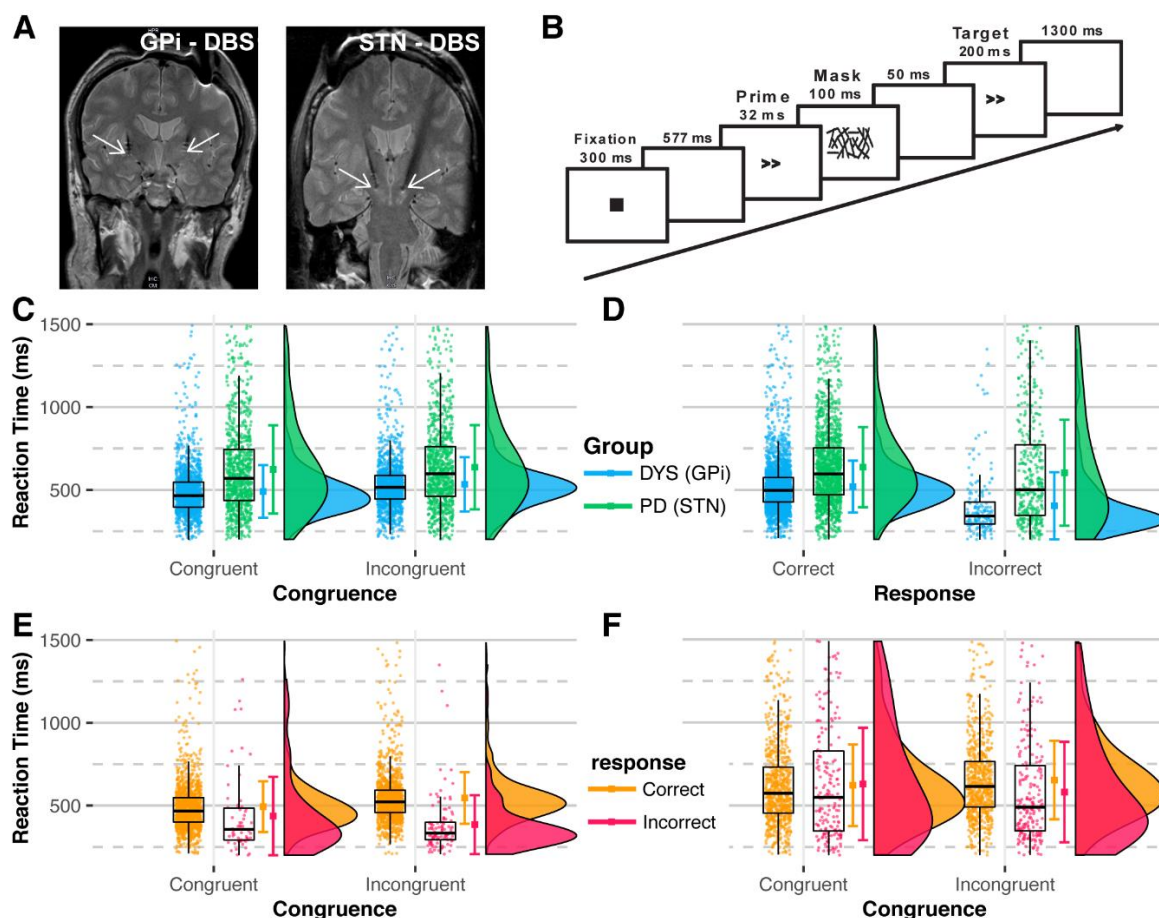 A
GPi - DBS
STN - DBS
B
Fixation
300 ms
577 ms
Prime
32 ms
Mask
100 ms
50 ms
Target
200 ms
1300 ms
>>
>>
C
Reaction Time (ms)
1500
1000
500
Congruent
Incongruent
Congruence
Group
DYS (GPi)
PD (STN)
D
Correct
Incorrect
Response
E
Reaction Time (ms)
1500
1000
500
Congruent
Incongruent
Congruence
response
Correct
Incorrect
F
Congruent
Incongruent
Congruence